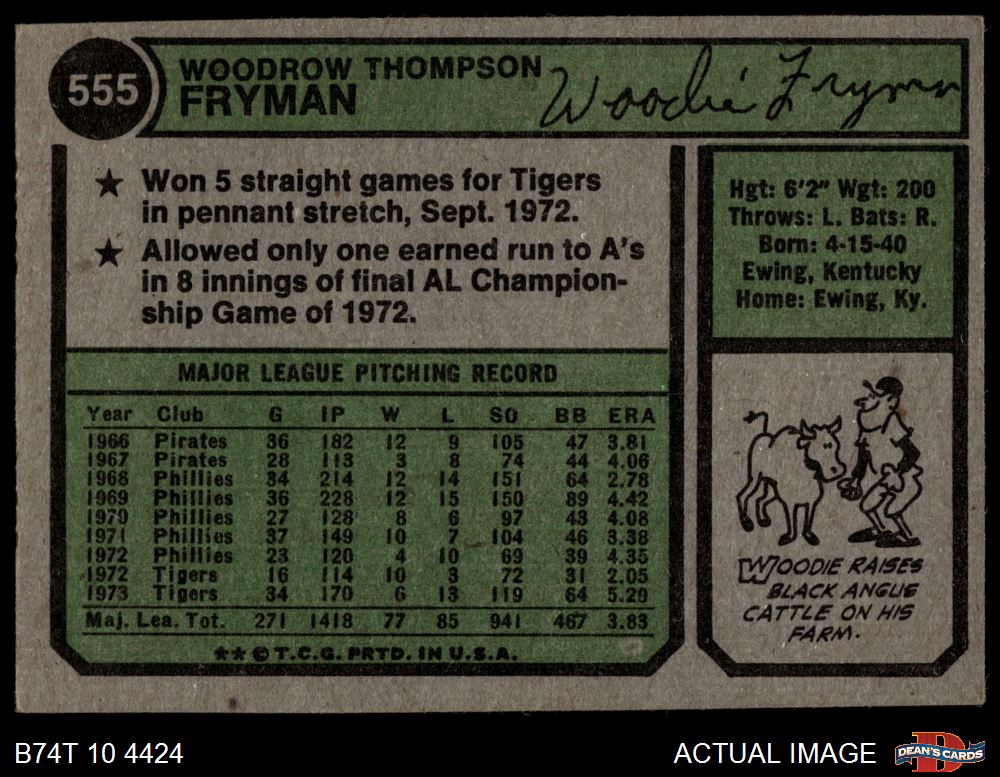 555
WOODROW THOMPSON
FRYMAN
Woodie Fryman
★ Won 5 straight games for Tigers
in pennant stretch, Sept. 1972.
★ Allowed only one earned run to A's
in 8 innings of final AL Champion-
ship Game of 1972.
Hgt: 6'2" Wgt: 200
Throws: L. Bats: R.
Born: 4-15-40
Ewing, Kentucky
Home: Ewing, Ky.
MAJOR LEAGUE PITCHING RECORD
Year Club G IP W L SO BB ERA
1966 Pirates 36 182 12 9 105 47 3.81
1967 Pirates 28 113 3 8 74 44 4.06
1968 Phillies 34 214 12 14 151 64 2.78
1969 Phillies 36 228 12 15 150 89 4.42
1970 Phillies 27 128 8 6 97 43 4.08
1971 Phillies 37 149 10 7 104 46 3.38
1972 Phillies 23 120 4 10 69 39 4.35
1972 Tigers 16 114 10 3 72 31 2.05
1973 Tigers 34 170 6 13 119 64 5.29
Maj. Lea. Tot. 271 1418 77 85 941 467 3.83
★★ © T.C.G. PRTD. IN U.S.A.
WOODIE RAISES
BLACK ANGUS
CATTLE ON HIS
FARM.
B74T 10 4424
ACTUAL IMAGE
D
DEAN'S CARDS